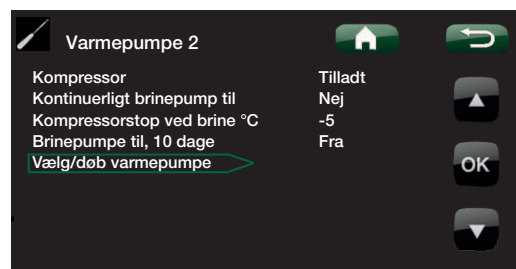 Varmepumpe 2
Kompressor Tilladt
Kontinuerligt brinepump til Nej
Kompressorstop ved brine °C -5
Brinepumpe til, 10 dage Fra
Vælg/døb varmepumpe
OK